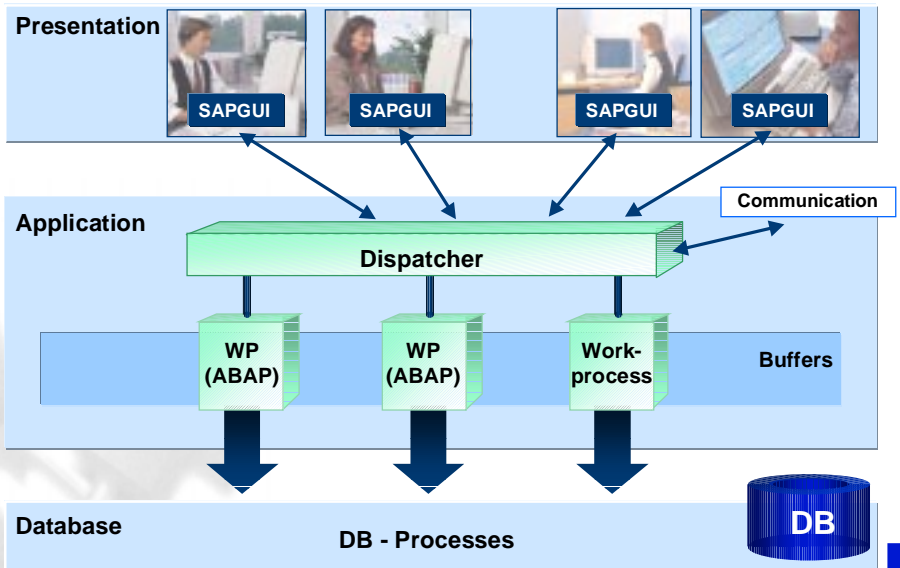 Presentation
SAPGUI
SAPGUI
SAPGUI
SAPGUI
Communication
Application
Dispatcher
WP
(ABAP)
WP
(ABAP)
Work-
process
Buffers
Database
DB - Processes
DB